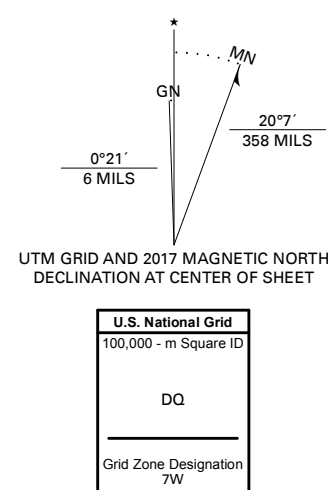 MN
GN
20°7´
358 MILS
0°21´
6 MILS
UTM GRID AND 2017 MAGNETIC NORTH
DECLINATION AT CENTER OF SHEET
U.S. National Grid
100,000 - m Square ID
DQ
Grid Zone Designation
7W